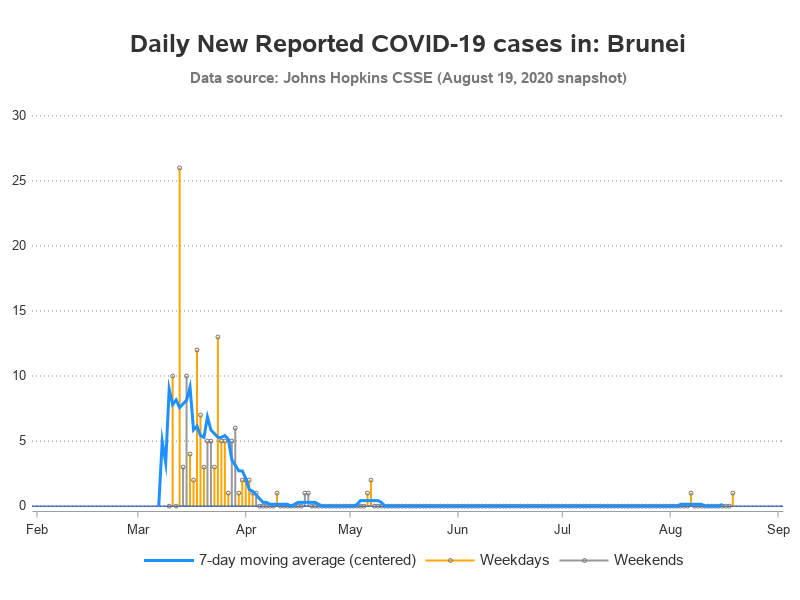 Daily New Reported COVID-19 cases in: Brunei
Data source: Johns Hopkins CSSE (August 19, 2020 snapshot)
30
25
20
15
10
5
0
Feb Mar Apr May Jun Jul Aug Sep
7-day moving average (centered) Weekdays Weekends